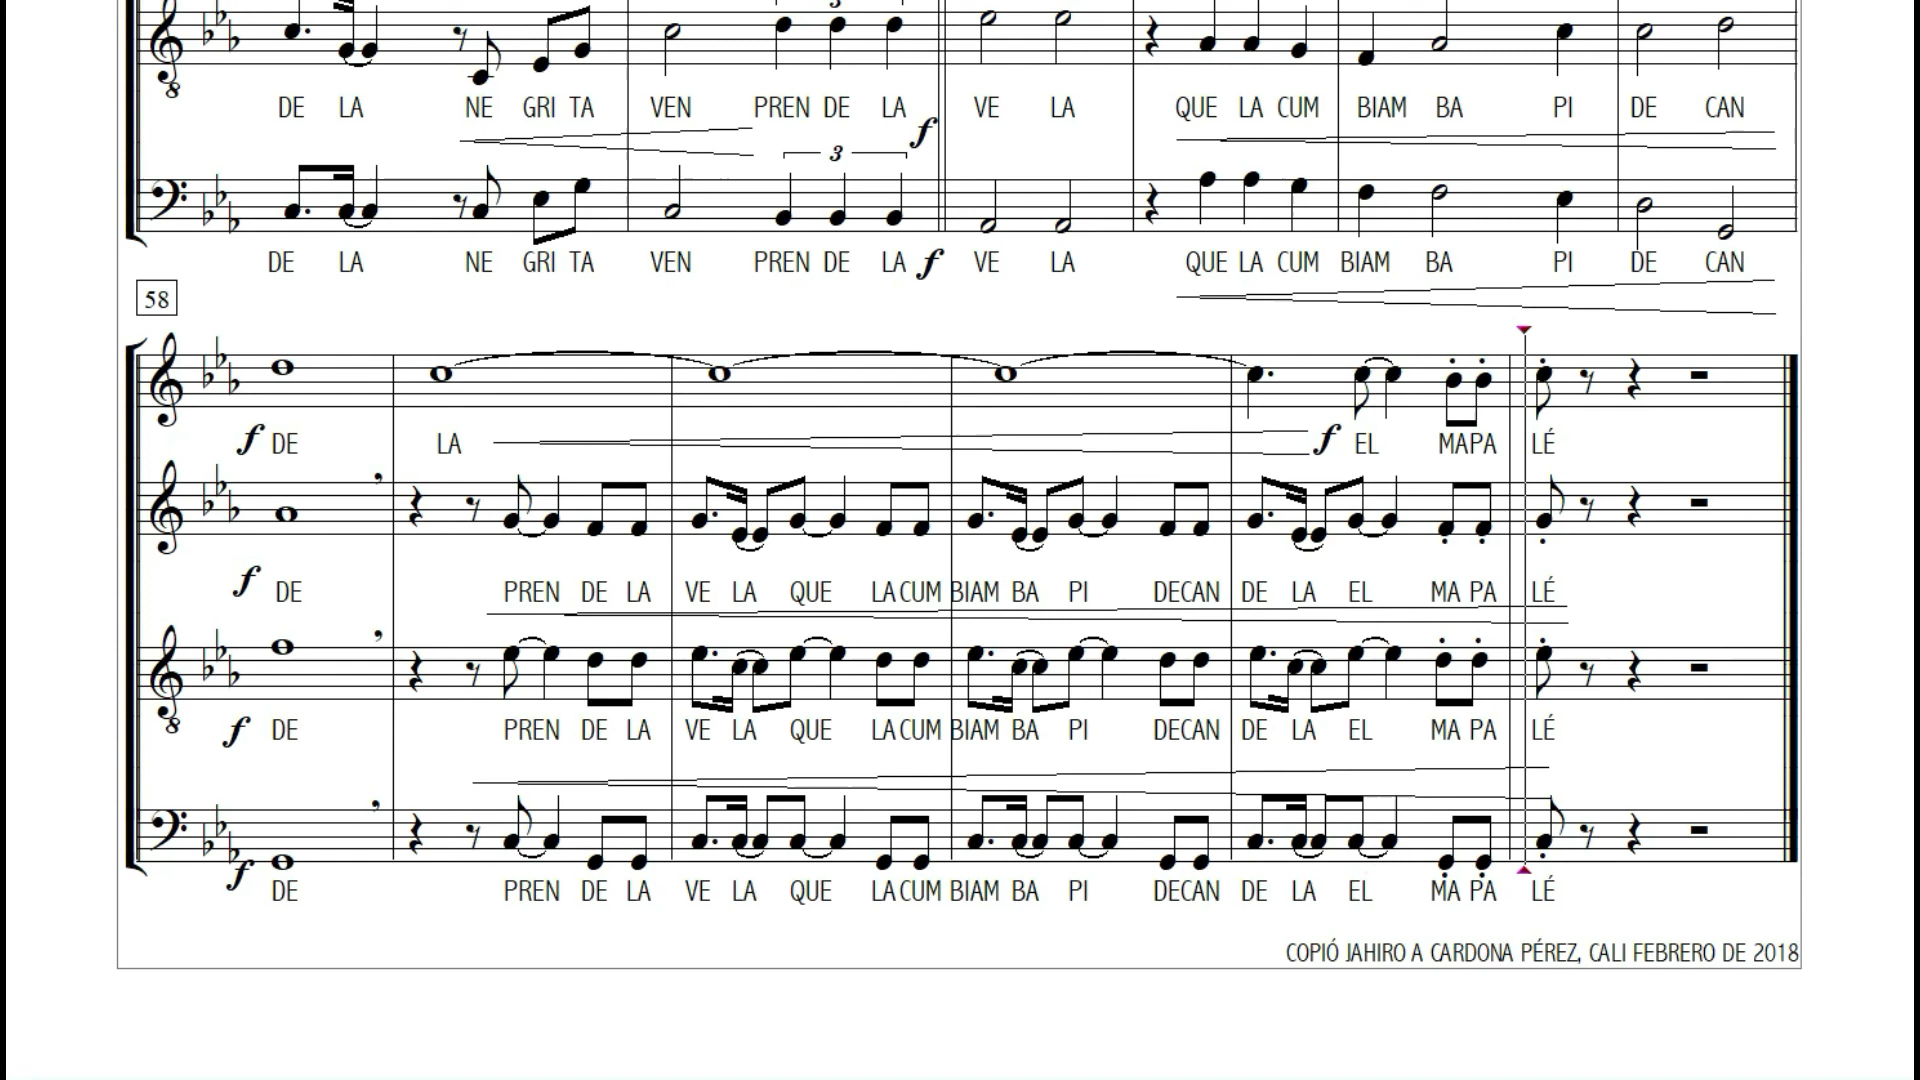 3
8
DE LA NE GRI TA VEN PREN DE LA f VE LA QUE LA CUM BIAM BA PI DE CAN
3
DE LA NE GRI TA VEN PREN DE LA f VE LA QUE LA CUM BIAM BA PI DE CAN
58
f DE LA f EL MAPA LÉ
f DE PREN DE LA VE LA QUE LA CUM BIAM BA PI DECAN DE LA EL MA PA LÉ
8
f DE PREN DE LA VE LA QUE LA CUM BIAM BA PI DECAN DE LA EL MA PA LÉ
f DE PREN DE LA VE LA QUE LA CUM BIAM BA PI DECAN DE LA EL MA PA LÉ
COPIÓ JAHIRO A CARDONA PÉREZ, CALI FEBRERO DE 2018